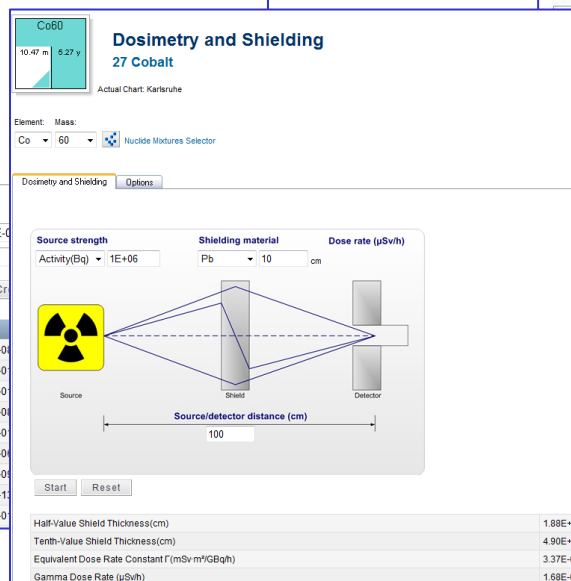 Co60
10.47 m 5.27 y
Dosimetry and Shielding
27 Cobalt
Actual Chart: Karlsruhe
Element: Mass:
Co 60 Nuclide Mixtures Selector
Dosimetry and Shielding Options
Source strength Shielding material Dose rate (µSv/h)
Activity(Bq) 1E+06 Pb 10 cm
Source Shield Detector
Source/detector distance (cm)
100
Start Reset
Half-Value Shield Thickness(cm) 1.88E+
Tenth-Value Shield Thickness(cm) 4.90E+
Equivalent Dose Rate Constant Γ(mSv·m²/GBq/h) 3.37E-
Gamma Dose Rate (µSv/h) 1.68E-